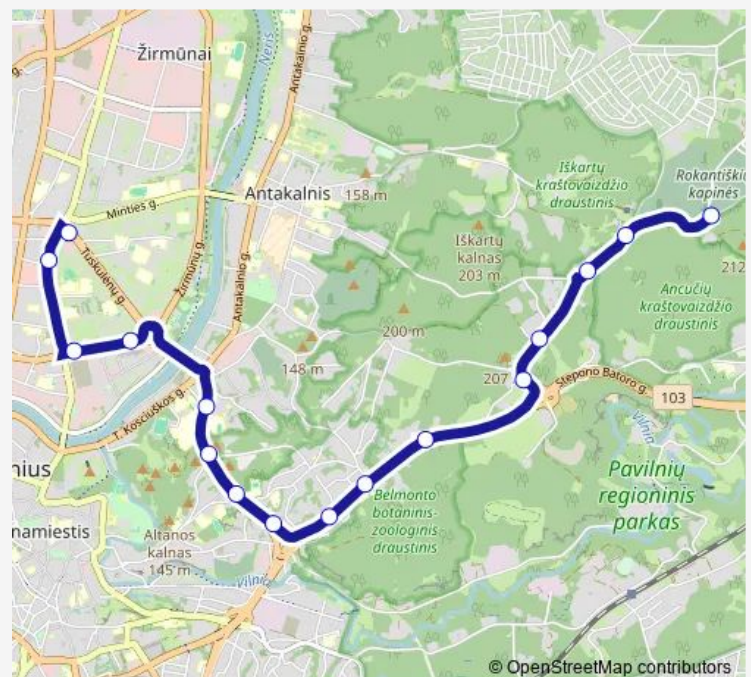 Žirmūnai
g.
Neris
Antakalnio g.
Iškartų
kraštovaizdžio
draustinis
Rokantiškių
kapinės
Antakalnis
158 m
Minties g.
Iškartų
kalnas
203 m
212
Tuskulėnų g.
Žirmūnų g.
Antakalnio g.
Ančučių
kraštovaizdžio
draustinis
200 m
148 m
207
Stepono Batoro g.
103
T. Kosciuškos g.
Vilnia
nius
Pavilnių
regioninis
parkas
Belmonto
botaninis-
zoologinis
draustinis
namiestis
Altanos
kalnas
145 m
Vilnia
© OpenStreetMap contributors